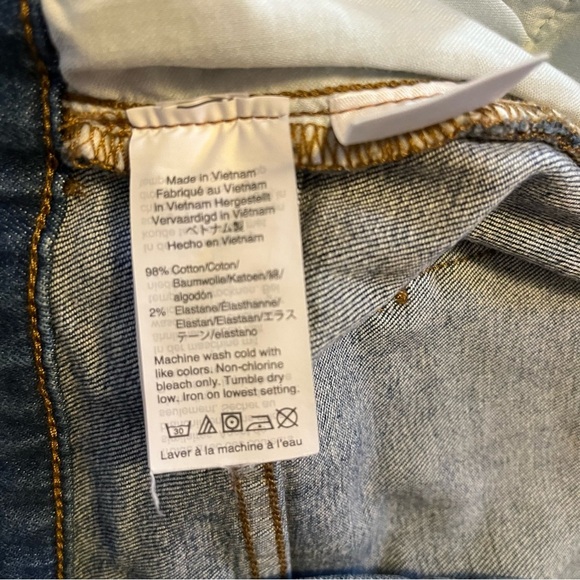 Made in Vietnam
Fabriqué au Vietnam
In Vietnam Hergestellt
Vervaardigd in Viëtnam
ベトナム製
Hecho en Vietnam
98% Cotton/Coton/
Baumwolle/Katoen/綿/
algodón
2% Elastane/Élasthanne/
Elastan/Elastaan/エラス
テーン/elastano
Machine wash cold with
like colors. Non-chlorine
bleach only. Tumble dry
low. Iron on lowest setting.
30
Laver à la machine à l'eau